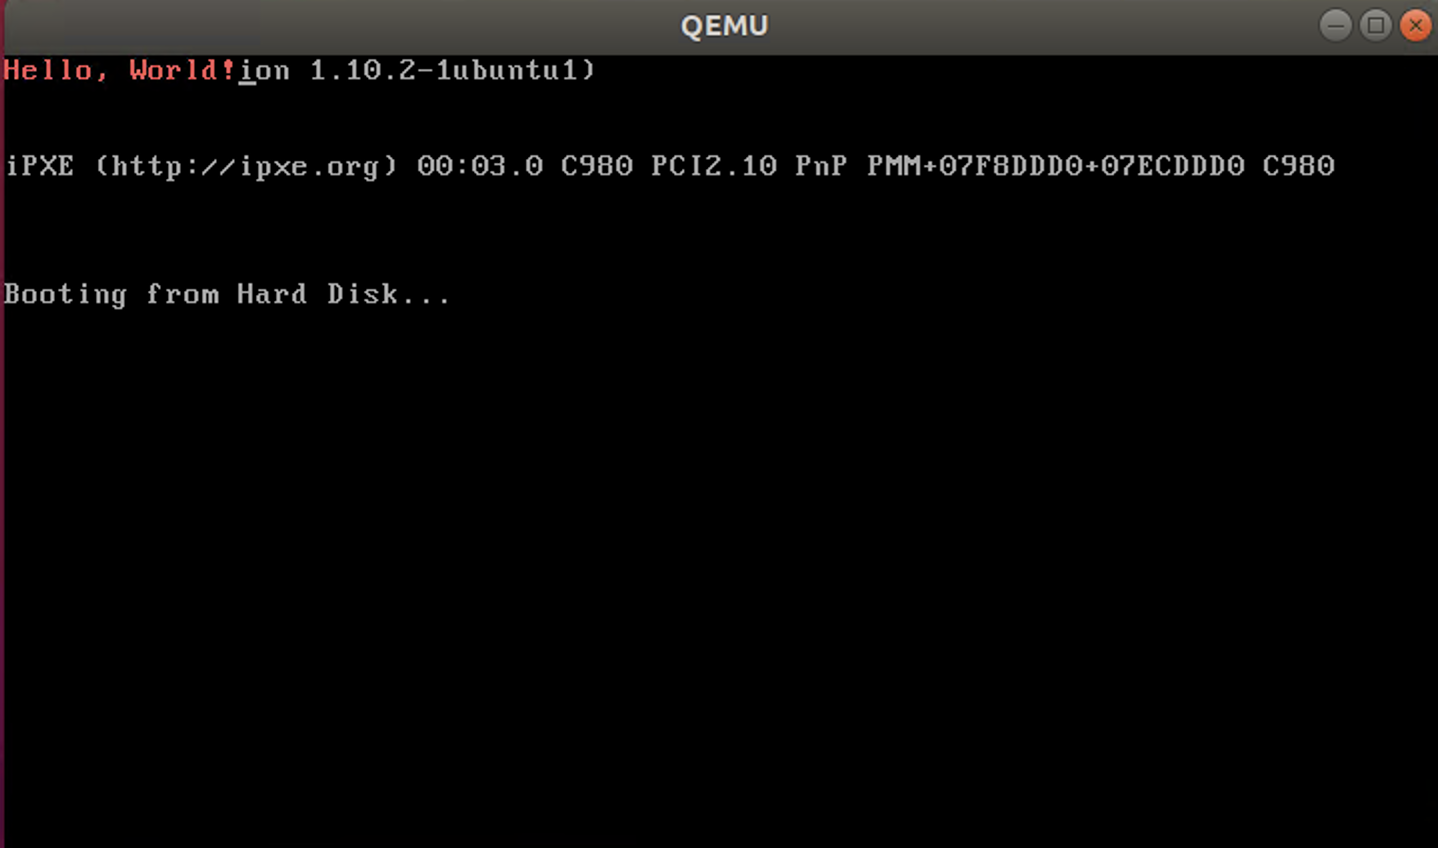 QEMU
Hello, World!ion 1.10.2-1ubuntu1)
iPXE (http://ipxe.org) 00:03.0 C980 PCI2.10 PnP PMM+07F8DDD0+07ECDDD0 C980
Booting from Hard Disk...